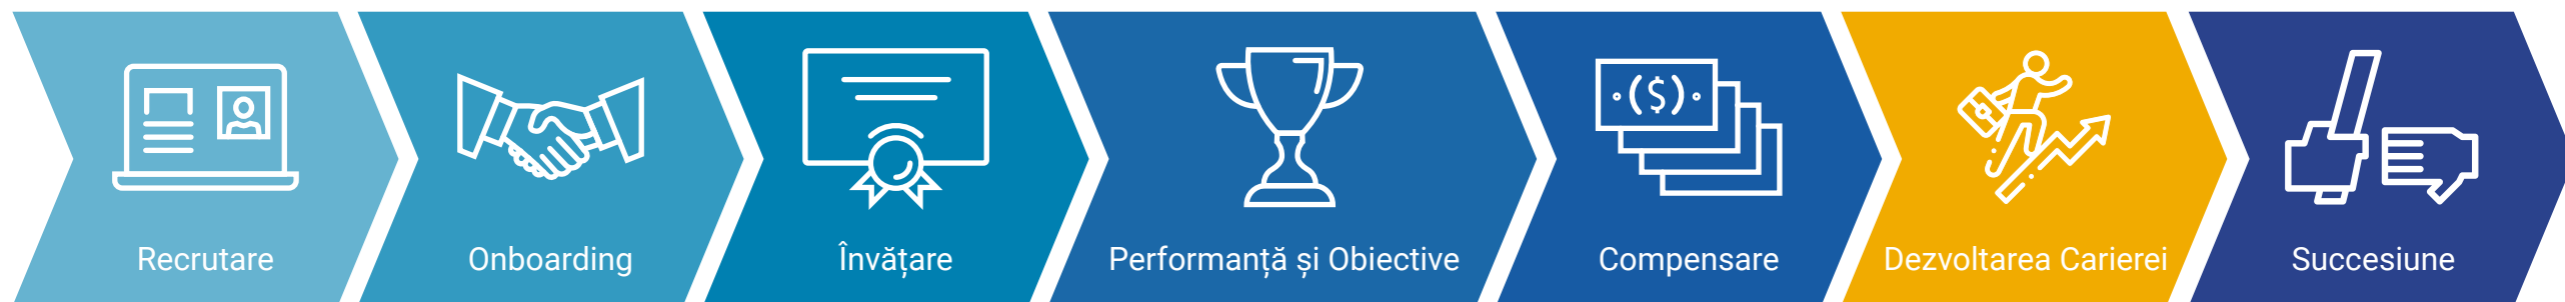 Recrutare
Onboarding
Învățare
Performanță și Obiective
Compensare
Dezvoltarea Carierei
Succesiune
($)